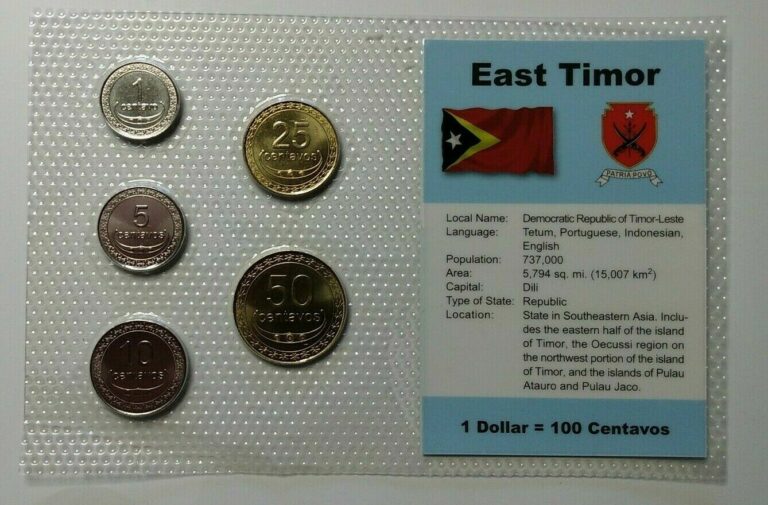 1
(centavo)
5
(centavos)
10
(centavos)
25
(centavos)
50
(centavos)
East Timor
PATRIA POVO
Local Name: Democratic Republic of Timor-Leste
Language: Tetum, Portuguese, Indonesian,
English
Population: 737,000
Area: 5,794 sq. mi. (15,007 km²)
Capital: Dili
Type of State: Republic
Location: State in Southeastern Asia. Inclu-
des the eastern half of the island
of Timor, the Oecussi region on
the northwest portion of the island
of Timor, and the islands of Pulau
Atauro and Pulau Jaco.
1 Dollar = 100 Centavos